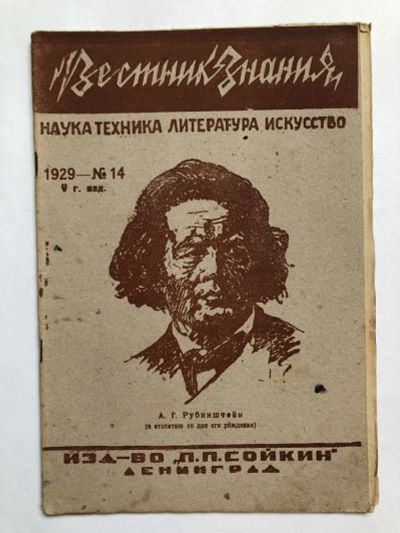 „Вестник Знания„
НАУКА ТЕХНИКА ЛИТЕРАТУРА ИСКУССТВО
1929—№ 14
V г. изд.
А. Г. Рубинштейн
(к столетию со дня его рождения)
ИЗД-ВО „П.П.СОЙКИН"
ЛЕНИНГРАД